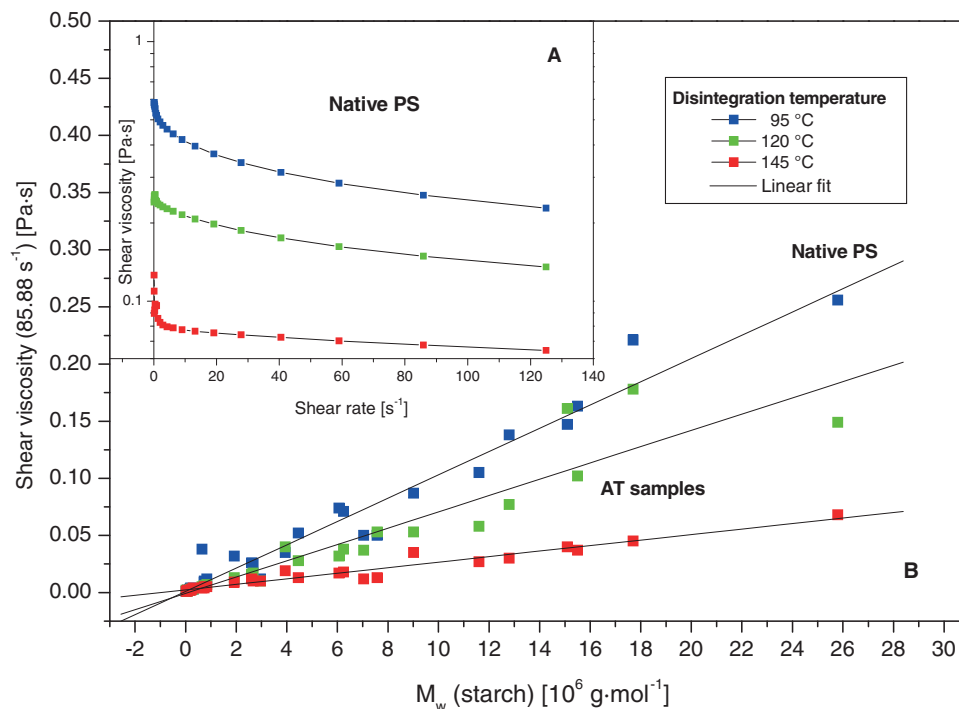 0.50
0.45
0.40
0.35
0.30
0.25
0.20
0.15
0.10
0.05
0.00
Shear viscosity (85.88 s⁻¹) [Pa·s]
-2 0 2 4 6 8 10 12 14 16 18 20 22 24 26 28 30
M_w (starch) [10⁶ g·mol⁻¹]
A
Native PS
1
0.1
Shear viscosity [Pa·s]
0 20 40 60 80 100 120 140
Shear rate [s⁻¹]
Disintegration temperature
95 °C
120 °C
145 °C
Linear fit
Native PS
AT samples
B